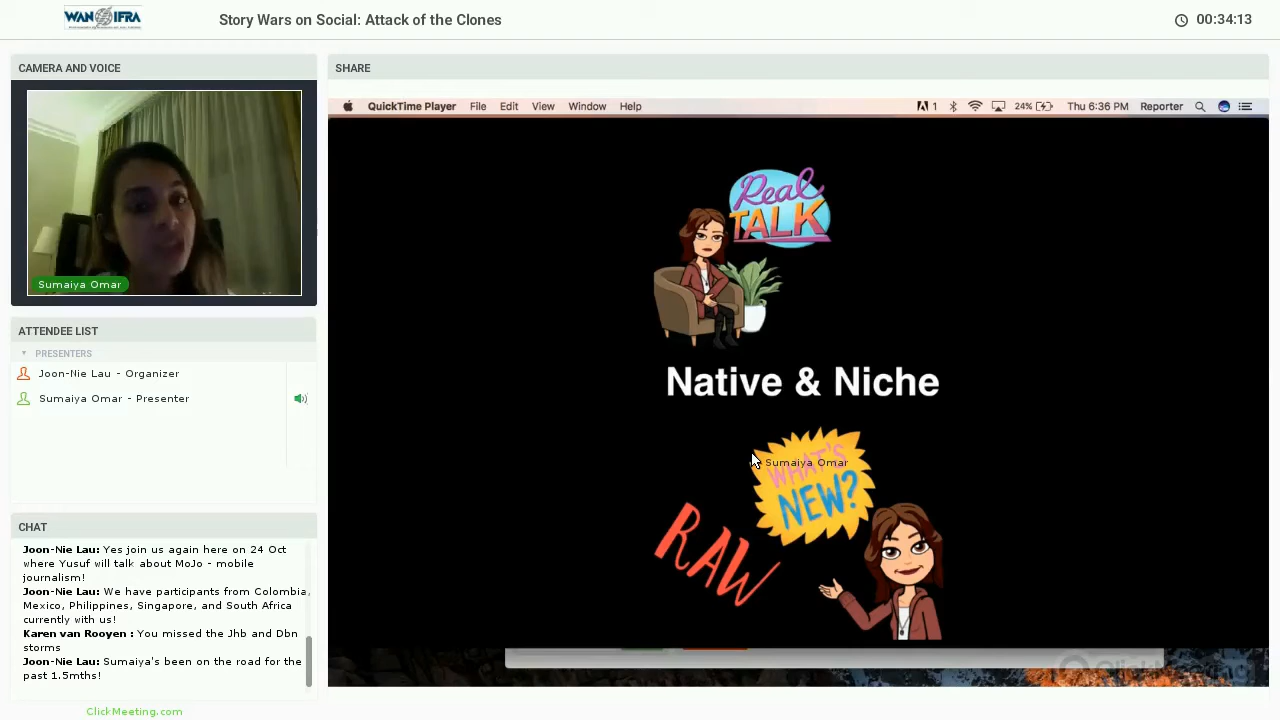 WAN IFRA
Story Wars on Social: Attack of the Clones
00:34:13
CAMERA AND VOICE
Sumaiya Omar
ATTENDEE LIST
PRESENTERS
Joon-Nie Lau - Organizer
Sumaiya Omar - Presenter
CHAT
Joon-Nie Lau: Yes join us again here on 24 Oct
where Yusuf will talk about MoJo - mobile
journalism!
Joon-Nie Lau: We have participants from Colombia,
Mexico, Philippines, Singapore, and South Africa
currently with us!
Karen van Rooyen : You missed the Jhb and Dbn
storms
Joon-Nie Lau: Sumaiya's been on the road for the
past 1.5mths!
ClickMeeting.com
SHARE
QuickTime Player File Edit View Window Help 1 24% Thu 6:36 PM Reporter
Real
TALK
Native & Niche
WHAT'S
Sumaiya Omar
NEW?
RAW
ClickMeeting